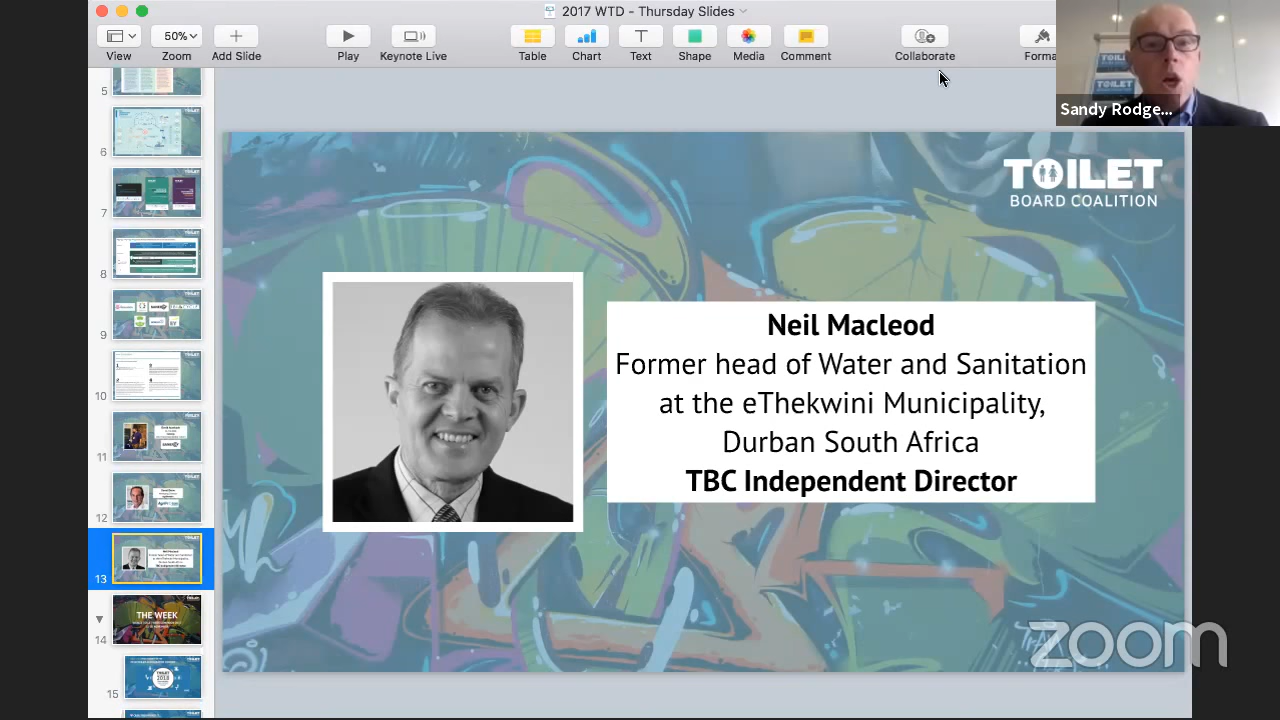 2017 WTD - Thursday Slides
50%
View
Zoom
Add Slide
Play
Keynote Live
Table
Chart
Text
Shape
Media
Comment
Collaborate
Forma
Sandy Rodge...
TOILET
BOARD COALITION
Neil Macleod
Former head of Water and Sanitation
at the eThekwini Municipality,
Durban South Africa
TBC Independent Director
5
6
7
8
9
10
11
12
13
14
THE WEEK
15
zoom